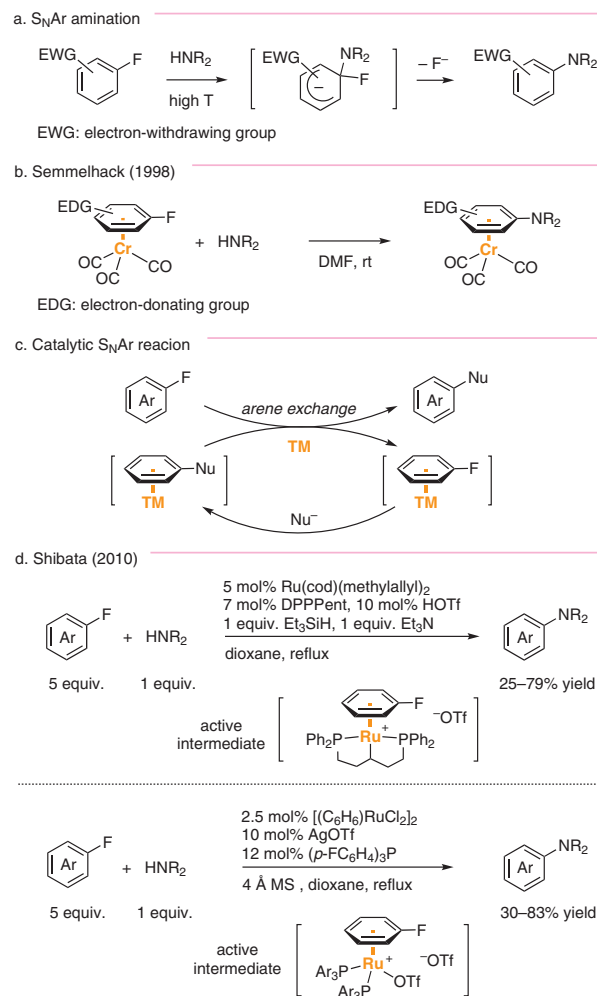 a. SNAr amination
EWG
F
HNR2
high T
EWG
NR2
F
−
– F–
EWG
NR2
EWG: electron-withdrawing group
b. Semmelhack (1998)
EDG
F
Cr
OC
OC
CO
+ HNR2
DMF, rt
EDG
NR2
Cr
OC
OC
CO
EDG: electron-donating group
c. Catalytic SNAr reacion
Ar
F
arene exchange
TM
Ar
Nu
Nu
TM
Nu–
F
TM
d. Shibata (2010)
5 mol% Ru(cod)(methylallyl)2
7 mol% DPPPent, 10 mol% HOTf
1 equiv. Et3SiH, 1 equiv. Et3N
dioxane, reflux
Ar
F
+ HNR2
Ar
NR2
5 equiv.
1 equiv.
25–79% yield
active
intermediate
F
–OTf
Ph2P
Ru
+
PPh2
2.5 mol% [(C6H6)RuCl2]2
10 mol% AgOTf
12 mol% (p-FC6H4)3P
4 Å MS , dioxane, reflux
Ar
F
+ HNR2
Ar
NR2
5 equiv.
1 equiv.
30–83% yield
active
intermediate
F
–OTf
Ar3P
Ru
+
OTf
Ar3P